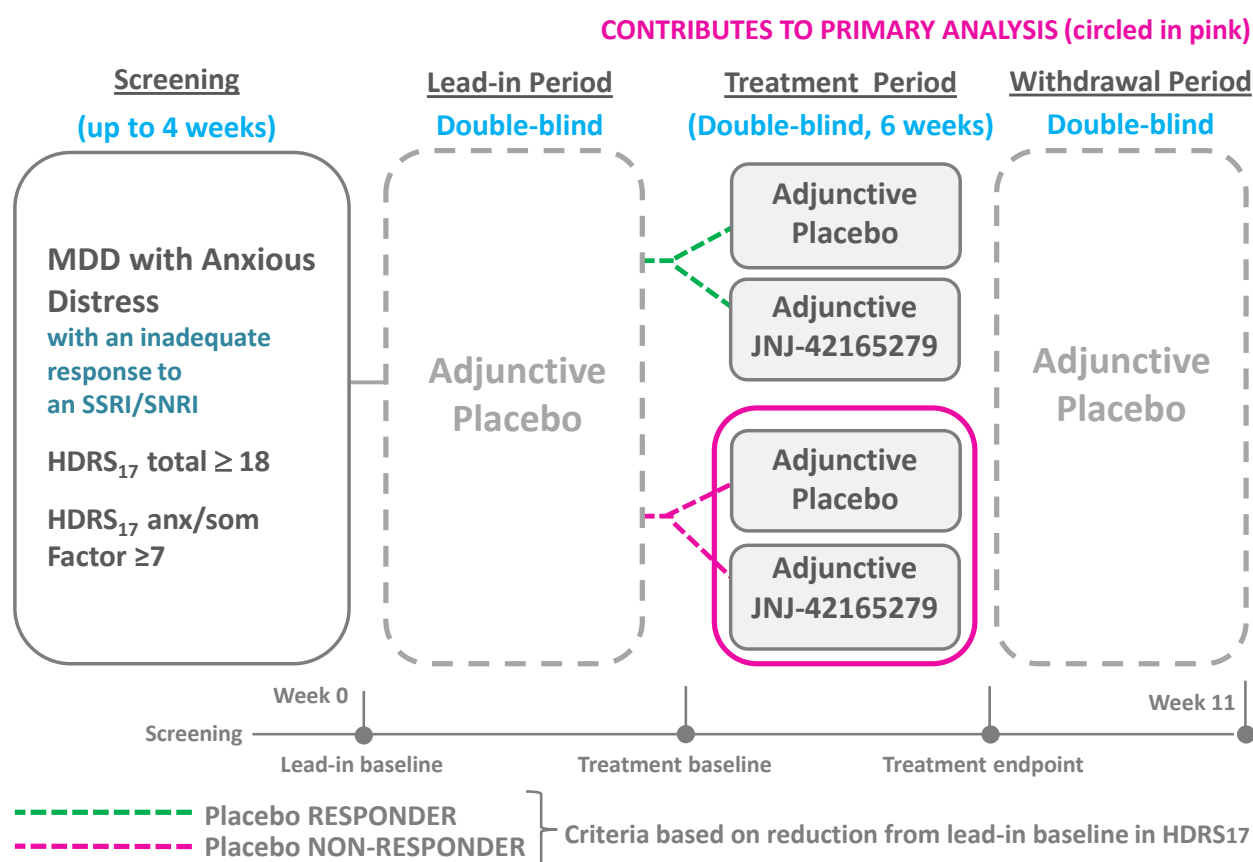 CONTRIBUTES TO PRIMARY ANALYSIS (circled in pink)
Screening
(up to 4 weeks)
Lead-in Period
Double-blind
Treatment Period
(Double-blind, 6 weeks)
Withdrawal Period
Double-blind
MDD with Anxious
Distress
with an inadequate
response to
an SSRI/SNRI
HDRS17 total ≥ 18
HDRS17 anx/som
Factor ≥7
Adjunctive
Placebo
Adjunctive
Placebo
Adjunctive
JNJ-42165279
Adjunctive
Placebo
Adjunctive
JNJ-42165279
Adjunctive
Placebo
Week 0
Week 11
Screening
Lead-in baseline
Treatment baseline
Treatment endpoint
Placebo RESPONDER
Placebo NON-RESPONDER
Criteria based on reduction from lead-in baseline in HDRS17